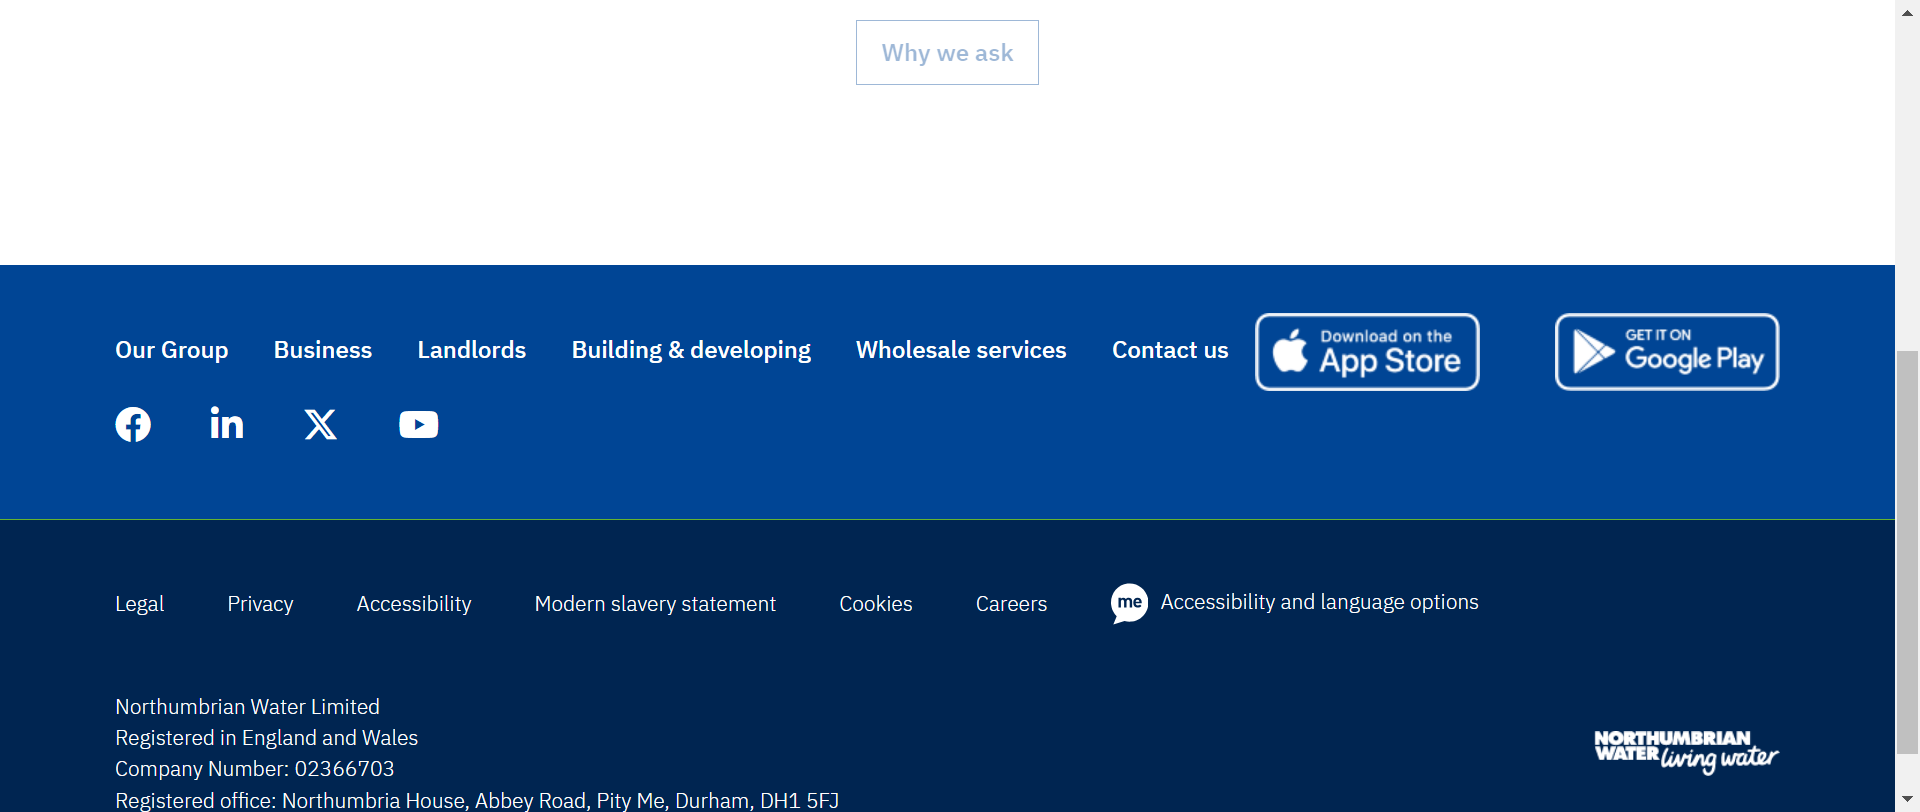 Why we ask
Our Group Business Landlords Building & developing Wholesale services Contact us
Download on the
App Store
GET IT ON
Google Play
Legal Privacy Accessibility Modern slavery statement Cookies Careers me Accessibility and language options
Northumbrian Water Limited
Registered in England and Wales
Company Number: 02366703
Registered office: Northumbria House, Abbey Road, Pity Me, Durham, DH1 5FJ
NORTHUMBRIAN
WATER living water